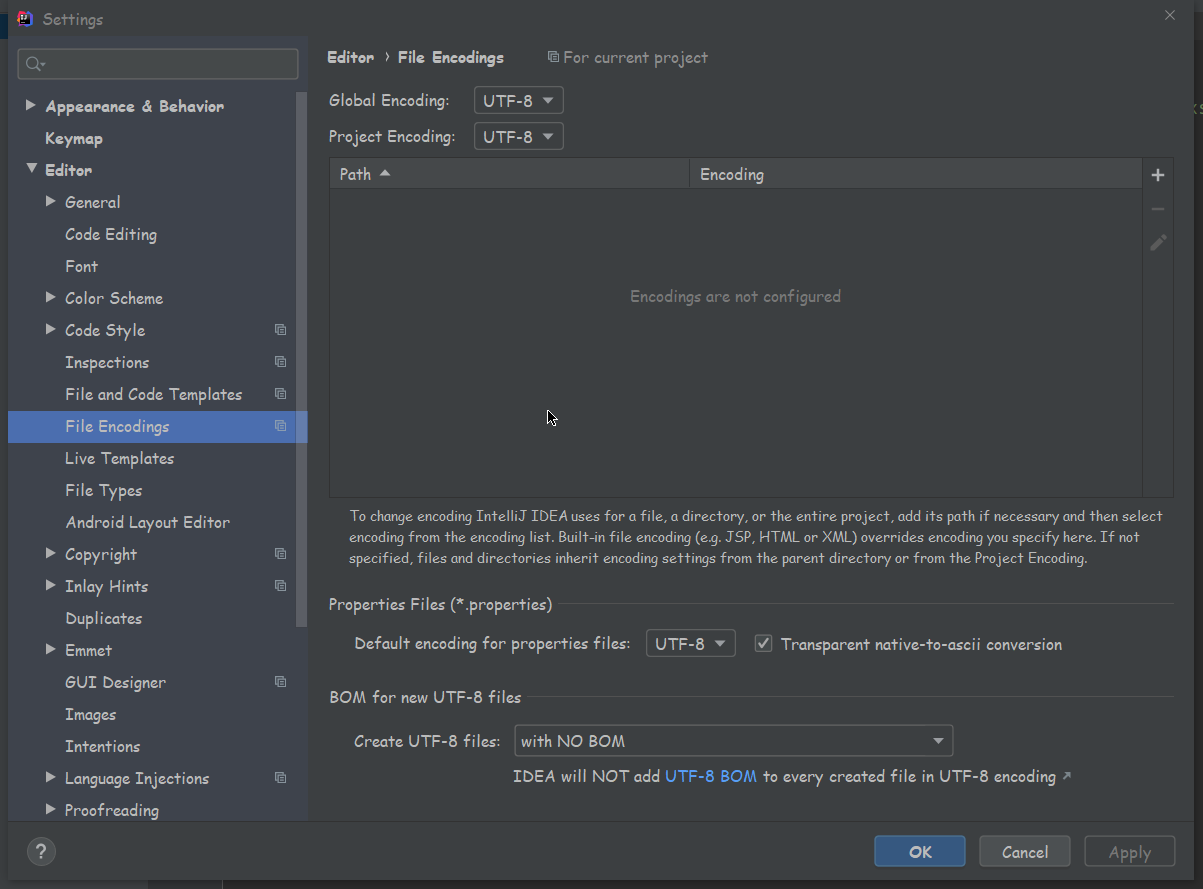 Settings
Appearance & Behavior
Keymap
Editor
General
Code Editing
Font
Color Scheme
Code Style
Inspections
File and Code Templates
File Encodings
Live Templates
File Types
Android Layout Editor
Copyright
Inlay Hints
Duplicates
Emmet
GUI Designer
Images
Intentions
Language Injections
Proofreading
Editor › File Encodings For current project
Global Encoding: UTF-8
Project Encoding: UTF-8
Path Encoding
Encodings are not configured
To change encoding IntelliJ IDEA uses for a file, a directory, or the entire project, add its path if necessary and then select
encoding from the encoding list. Built-in file encoding (e.g. JSP, HTML or XML) overrides encoding you specify here. If not
specified, files and directories inherit encoding settings from the parent directory or from the Project Encoding.
Properties Files (*.properties)
Default encoding for properties files: UTF-8 Transparent native-to-ascii conversion
BOM for new UTF-8 files
Create UTF-8 files: with NO BOM
IDEA will NOT add UTF-8 BOM to every created file in UTF-8 encoding ↗
? OK Cancel Apply